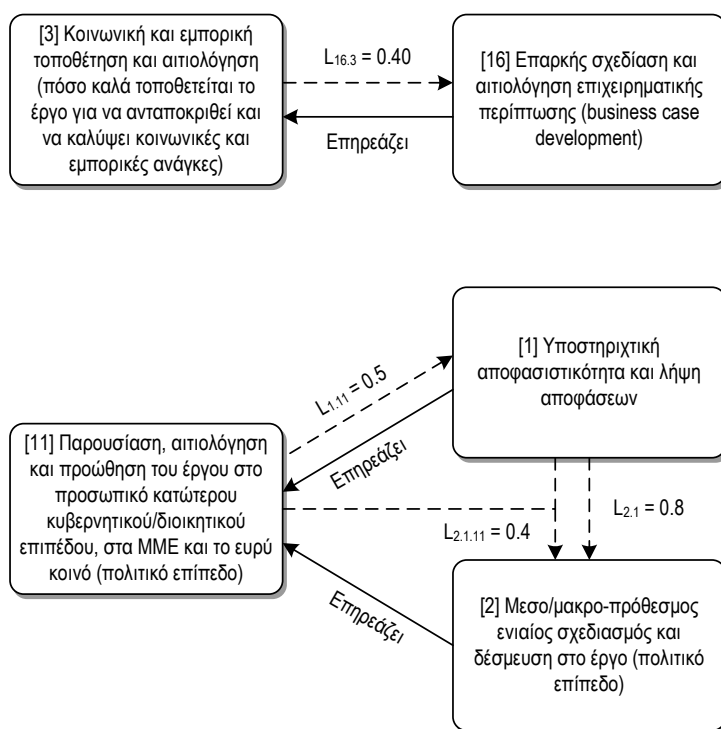 [3] Κοινωνική και εμπορική
τοποθέτηση και αιτιολόγηση
(πόσο καλά τοποθετείται το
έργο για να ανταποκριθεί και
να καλύψει κοινωνικές και
εμπορικές ανάγκες)
L16.3 = 0.40
Επηρεάζει
[16] Επαρκής σχεδίαση και
αιτιολόγηση επιχειρηματικής
περίπτωσης (business case
development)
[1] Υποστηριχτική
αποφασιστικότητα και λήψη
αποφάσεων
L1.11 = 0.5
Επηρεάζει
[11] Παρουσίαση, αιτιολόγηση
και προώθηση του έργου στο
προσωπικό κατώτερου
κυβερνητικού/διοικητικού
επιπέδου, στα ΜΜΕ και το ευρύ
κοινό (πολιτικό επίπεδο)
L2.1.11 = 0.4
L2.1 = 0.8
Επηρεάζει
[2] Μεσο/μακρο-πρόθεσμος
ενιαίος σχεδιασμός και
δέσμευση στο έργο (πολιτικό
επίπεδο)